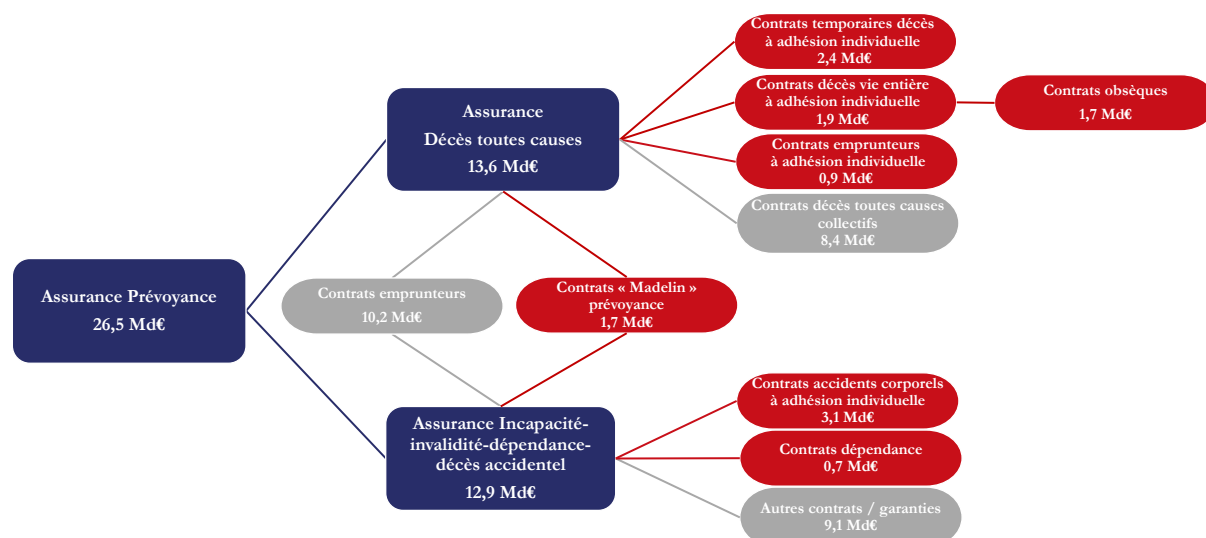 Assurance Prévoyance
26,5 Md€
Assurance
Décès toutes causes
13,6 Md€
Contrats temporaires décès
à adhésion individuelle
2,4 Md€
Contrats décès vie entière
à adhésion individuelle
1,9 Md€
Contrats obsèques
1,7 Md€
Contrats emprunteurs
à adhésion individuelle
0,9 Md€
Contrats décès toutes causes
collectifs
8,4 Md€
Contrats emprunteurs
10,2 Md€
Contrats « Madelin »
prévoyance
1,7 Md€
Assurance Incapacité-
invalidité-dépendance-
décès accidentel
12,9 Md€
Contrats accidents corporels
à adhésion individuelle
3,1 Md€
Contrats dépendance
0,7 Md€
Autres contrats / garanties
9,1 Md€